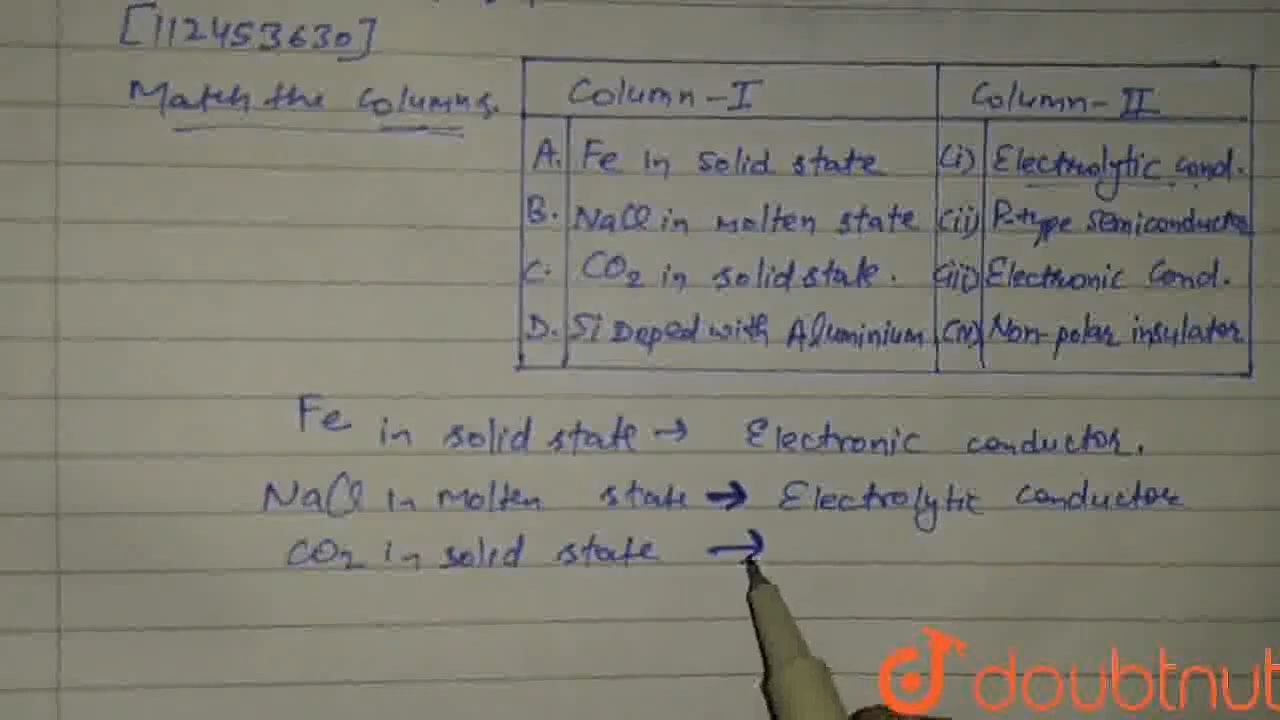 [112453630]
Match the Columns.
Column-I Column-II
A. Fe in solid state (i) Electrolytic cond.
B. NaCl in molten state (ii) P-type semiconductor
C. CO2 in solid state. (iii) Electronic Cond.
D. Si Doped with Aluminium (iv) Non-polar insulator
Fe in solid state → Electronic conductor.
NaCl in molten state → Electrolytic conductor
CO2 in solid state →
doubtnut